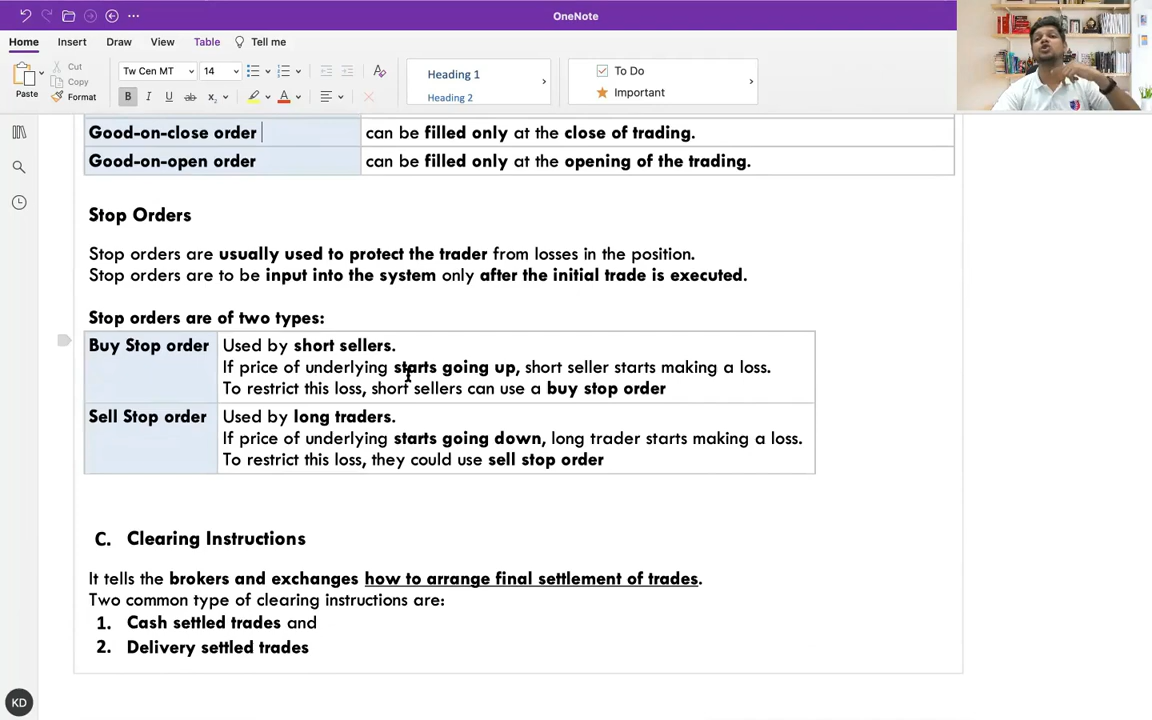 OneNote
Home Insert Draw View Table Tell me
Paste
Cut
Copy
Format
Tw Cen MT 14
B I U ab x₂ A
Heading 1
Heading 2
To Do
Important
Good-on-close order can be filled only at the close of trading.
Good-on-open order can be filled only at the opening of the trading.
Stop Orders
Stop orders are usually used to protect the trader from losses in the position.
Stop orders are to be input into the system only after the initial trade is executed.
Stop orders are of two types:
Buy Stop order Used by short sellers.
If price of underlying starts going up, short seller starts making a loss.
To restrict this loss, short sellers can use a buy stop order
Sell Stop order Used by long traders.
If price of underlying starts going down, long trader starts making a loss.
To restrict this loss, they could use sell stop order
C. Clearing Instructions
It tells the brokers and exchanges how to arrange final settlement of trades.
Two common type of clearing instructions are:
1. Cash settled trades and
2. Delivery settled trades
KD